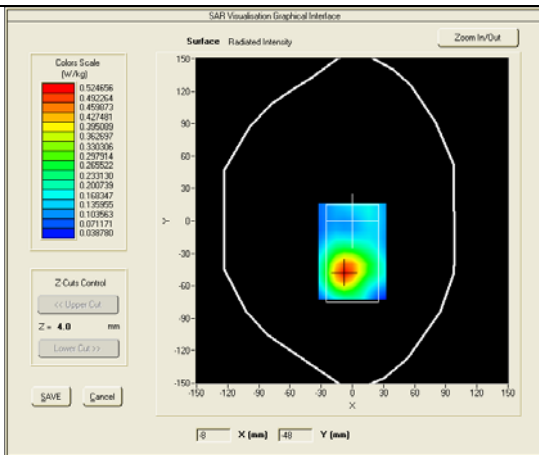 SAR Visualisation Graphical Interface
Surface Radiated Intensity
Zoom In/Out
Colors Scale
(W/kg)
0.524656
0.492264
0.459873
0.427481
0.395089
0.362697
0.330306
0.297914
0.265522
0.233130
0.200739
0.168347
0.135955
0.103563
0.071171
0.038780
Z Cuts Control
<< Upper Cut
Z = 4.0 mm
Lower Cut >>
SAVE Cancel
150
120
90
60
30
0
-30
-60
-90
-120
-150
Y
-150 -120 -90 -60 -30 0 30 60 90 120 150
X
-8 X (mm) -48 Y (mm)